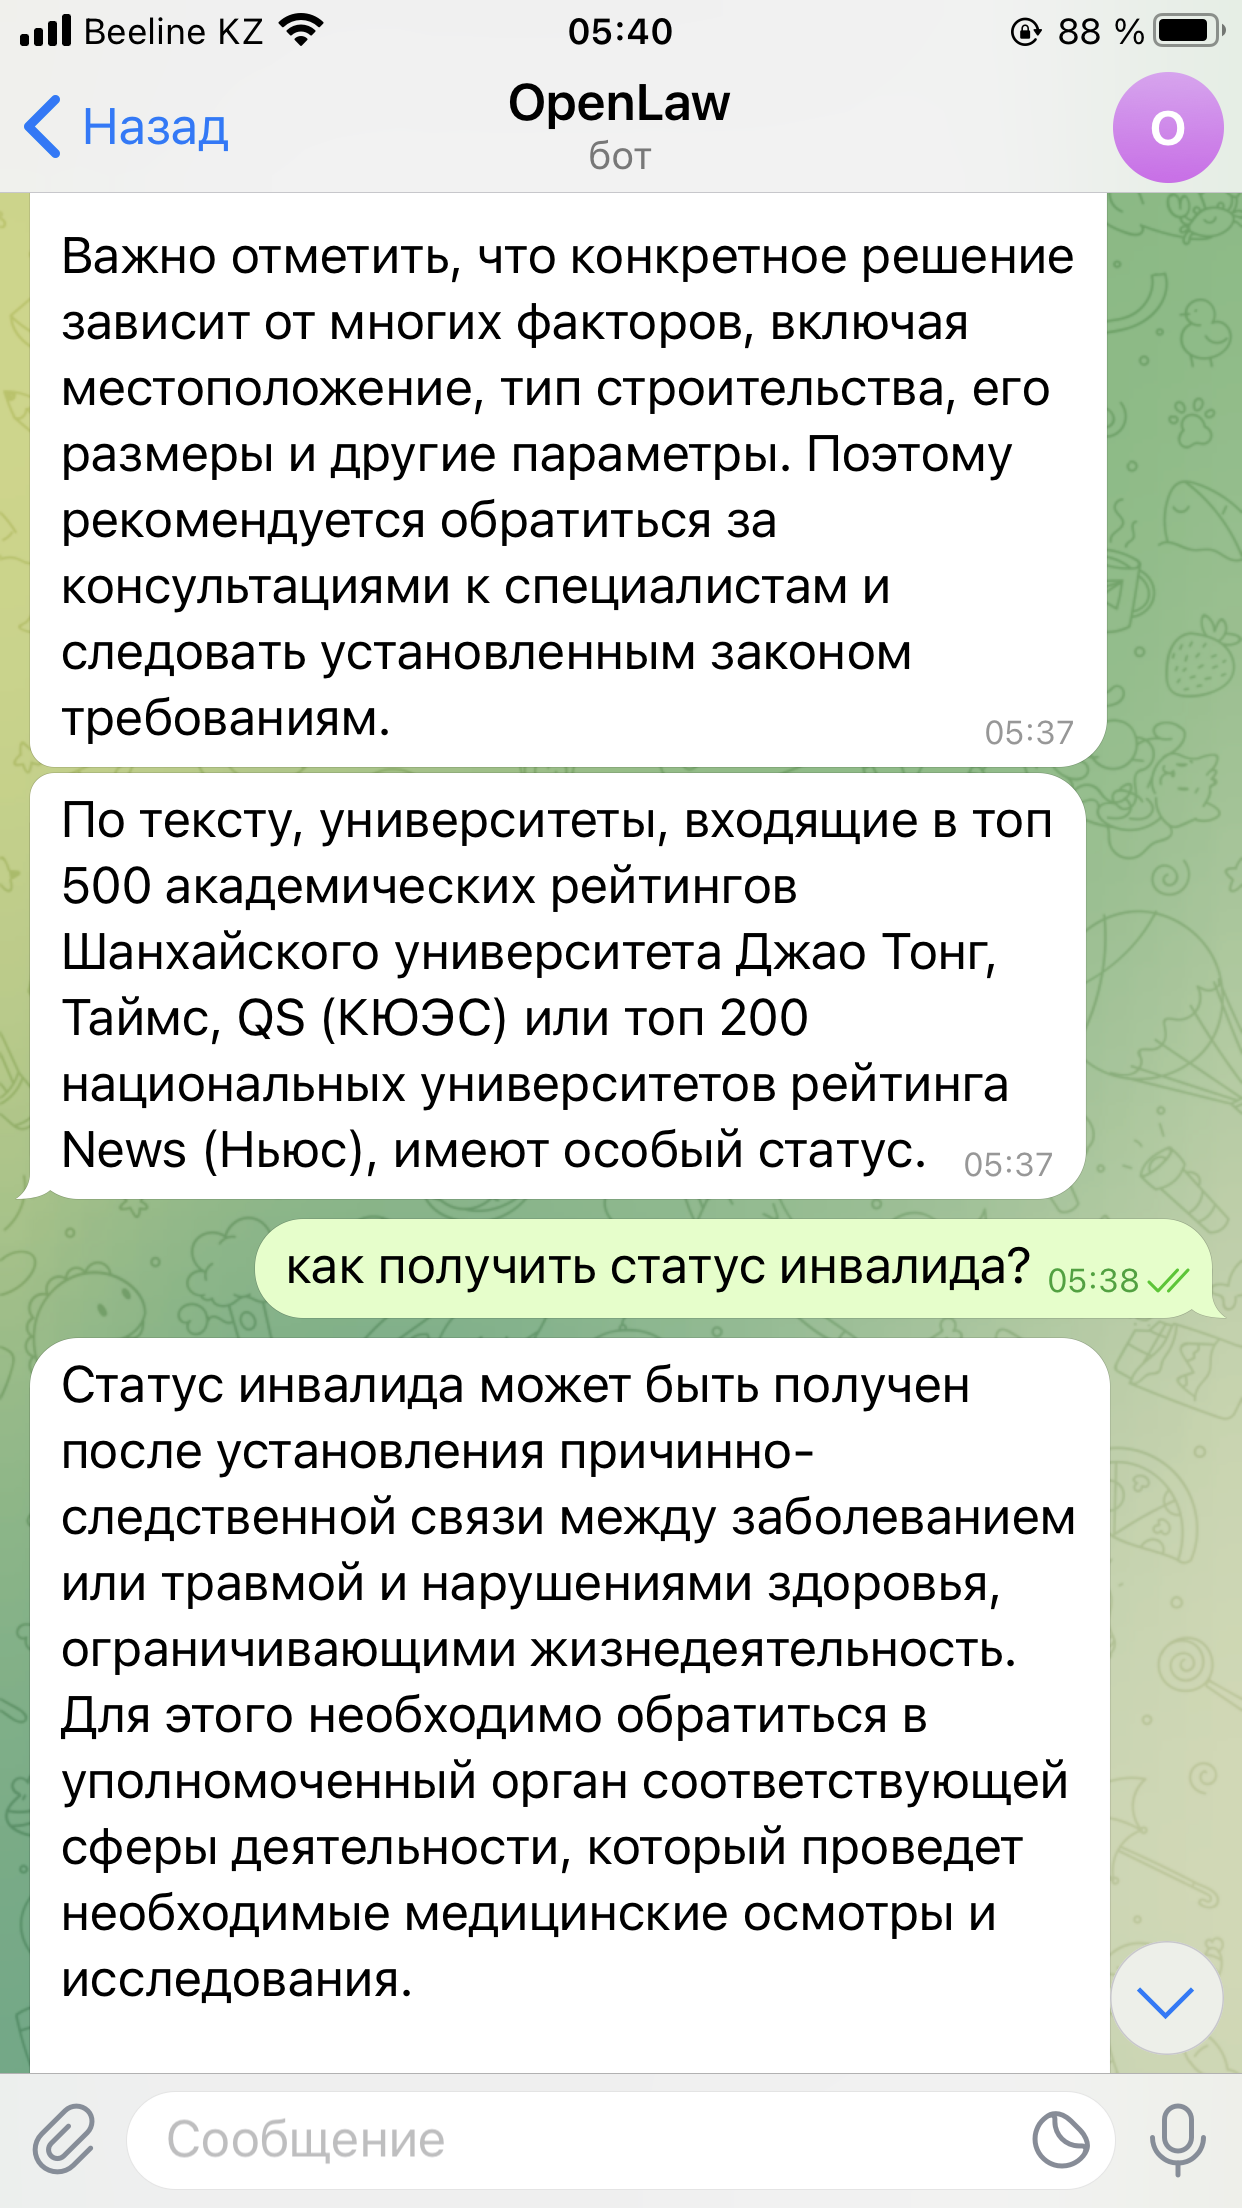 Beeline KZ
05:40
88 %
Назад
OpenLaw
бот
O
Важно отметить, что конкретное решение
зависит от многих факторов, включая
местоположение, тип строительства, его
размеры и другие параметры. Поэтому
рекомендуется обратиться за
консультациями к специалистам и
следовать установленным законом
требованиям.
05:37
По тексту, университеты, входящие в топ
500 академических рейтингов
Шанхайского университета Джао Тонг,
Таймс, QS (КЮЭС) или топ 200
национальных университетов рейтинга
News (Ньюс), имеют особый статус.
05:37
как получить статус инвалида?
05:38
Статус инвалида может быть получен
после установления причинно-
следственной связи между заболеванием
или травмой и нарушениями здоровья,
ограничивающими жизнедеятельность.
Для этого необходимо обратиться в
уполномоченный орган соответствующей
сферы деятельности, который проведет
необходимые медицинские осмотры и
исследования.
Сообщение